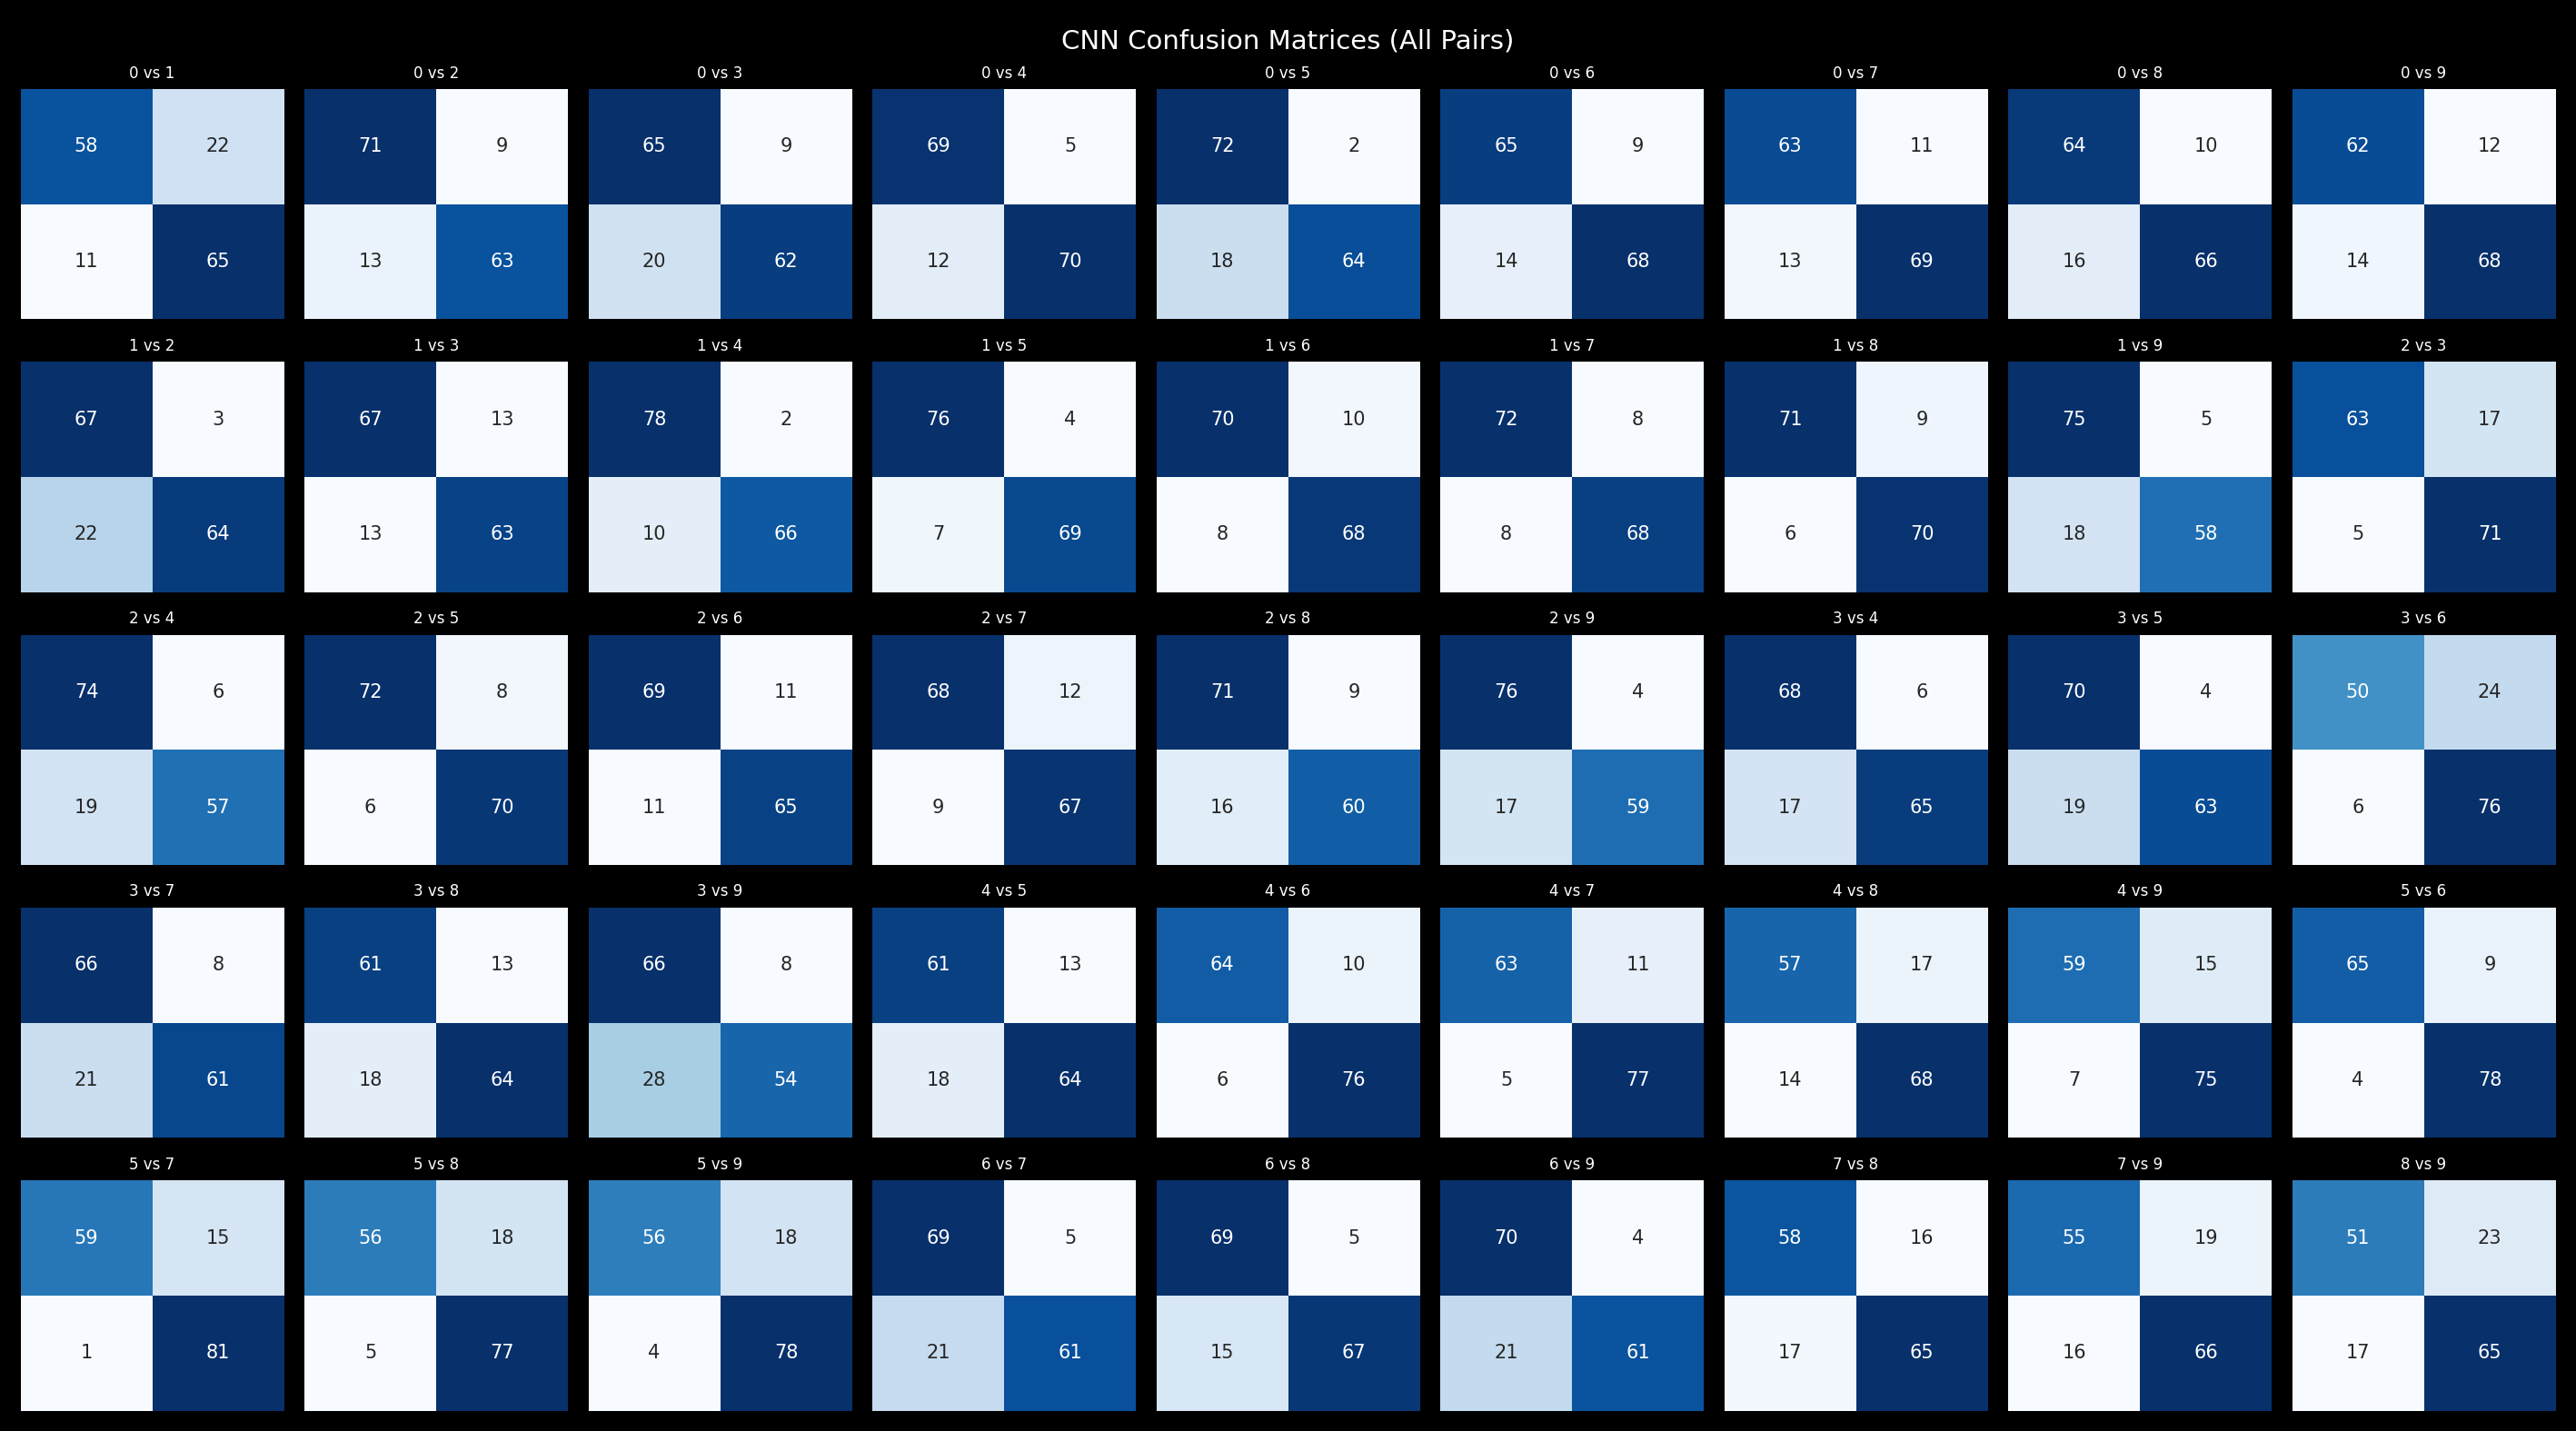 CNN Confusion Matrices (All Pairs)
0 vs 1 0 vs 2 0 vs 3 0 vs 4 0 vs 5 0 vs 6 0 vs 7 0 vs 8 0 vs 9
58 22 71 9 65 9 69 5 72 2 65 9 63 11 64 10 62 12
11 65 13 63 20 62 12 70 18 64 14 68 13 69 16 66 14 68
1 vs 2 1 vs 3 1 vs 4 1 vs 5 1 vs 6 1 vs 7 1 vs 8 1 vs 9 2 vs 3
67 3 67 13 78 2 76 4 70 10 72 8 71 9 75 5 63 17
22 64 13 63 10 66 7 69 8 68 8 68 6 70 18 58 5 71
2 vs 4 2 vs 5 2 vs 6 2 vs 7 2 vs 8 2 vs 9 3 vs 4 3 vs 5 3 vs 6
74 6 72 8 69 11 68 12 71 9 76 4 68 6 70 4 50 24
19 57 6 70 11 65 9 67 16 60 17 59 17 65 19 63 6 76
3 vs 7 3 vs 8 3 vs 9 4 vs 5 4 vs 6 4 vs 7 4 vs 8 4 vs 9 5 vs 6
66 8 61 13 66 8 61 13 64 10 63 11 57 17 59 15 65 9
21 61 18 64 28 54 18 64 6 76 5 77 14 68 7 75 4 78
5 vs 7 5 vs 8 5 vs 9 6 vs 7 6 vs 8 6 vs 9 7 vs 8 7 vs 9 8 vs 9
59 15 56 18 56 18 69 5 69 5 70 4 58 16 55 19 51 23
1 81 5 77 4 78 21 61 15 67 21 61 17 65 16 66 17 65